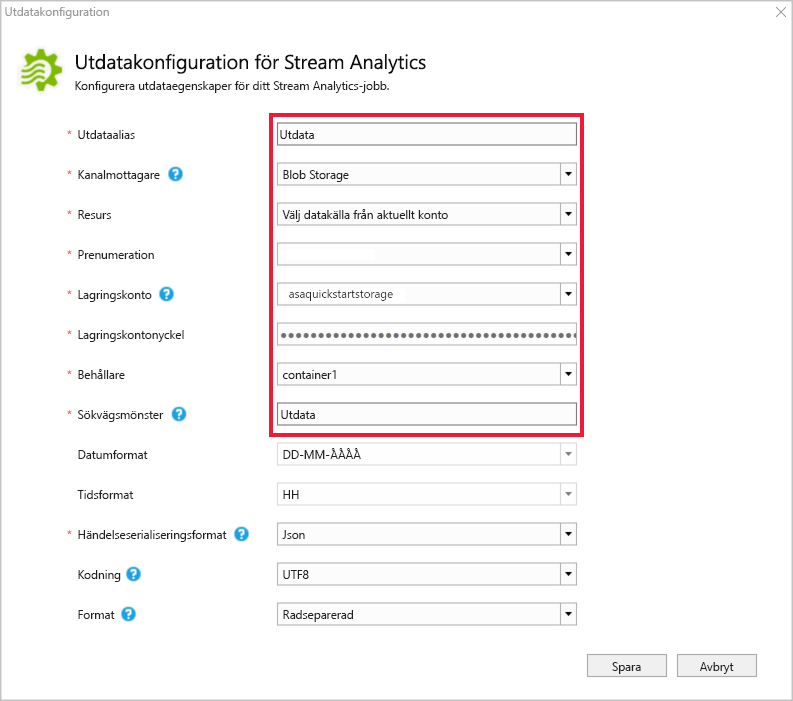 Utdatakonfiguration
Utdatakonfiguration för Stream Analytics
Konfigurera utdataegenskaper för ditt Stream Analytics-jobb.
* Utdataalias Utdata
* Kanalmottagare ? Blob Storage
* Resurs Välj datakälla från aktuellt konto
* Prenumeration
* Lagringskonto ? asaquickstartstorage
* Lagringskontonyckel
* Behållare container1
* Sökvägsmönster ? Utdata
Datumformat DD-MM-ÅÅÅÅ
Tidsformat HH
* Händelseserialiseringsformat ? Json
Kodning ? UTF8
Format ? Radseparerad
Spara Avbryt